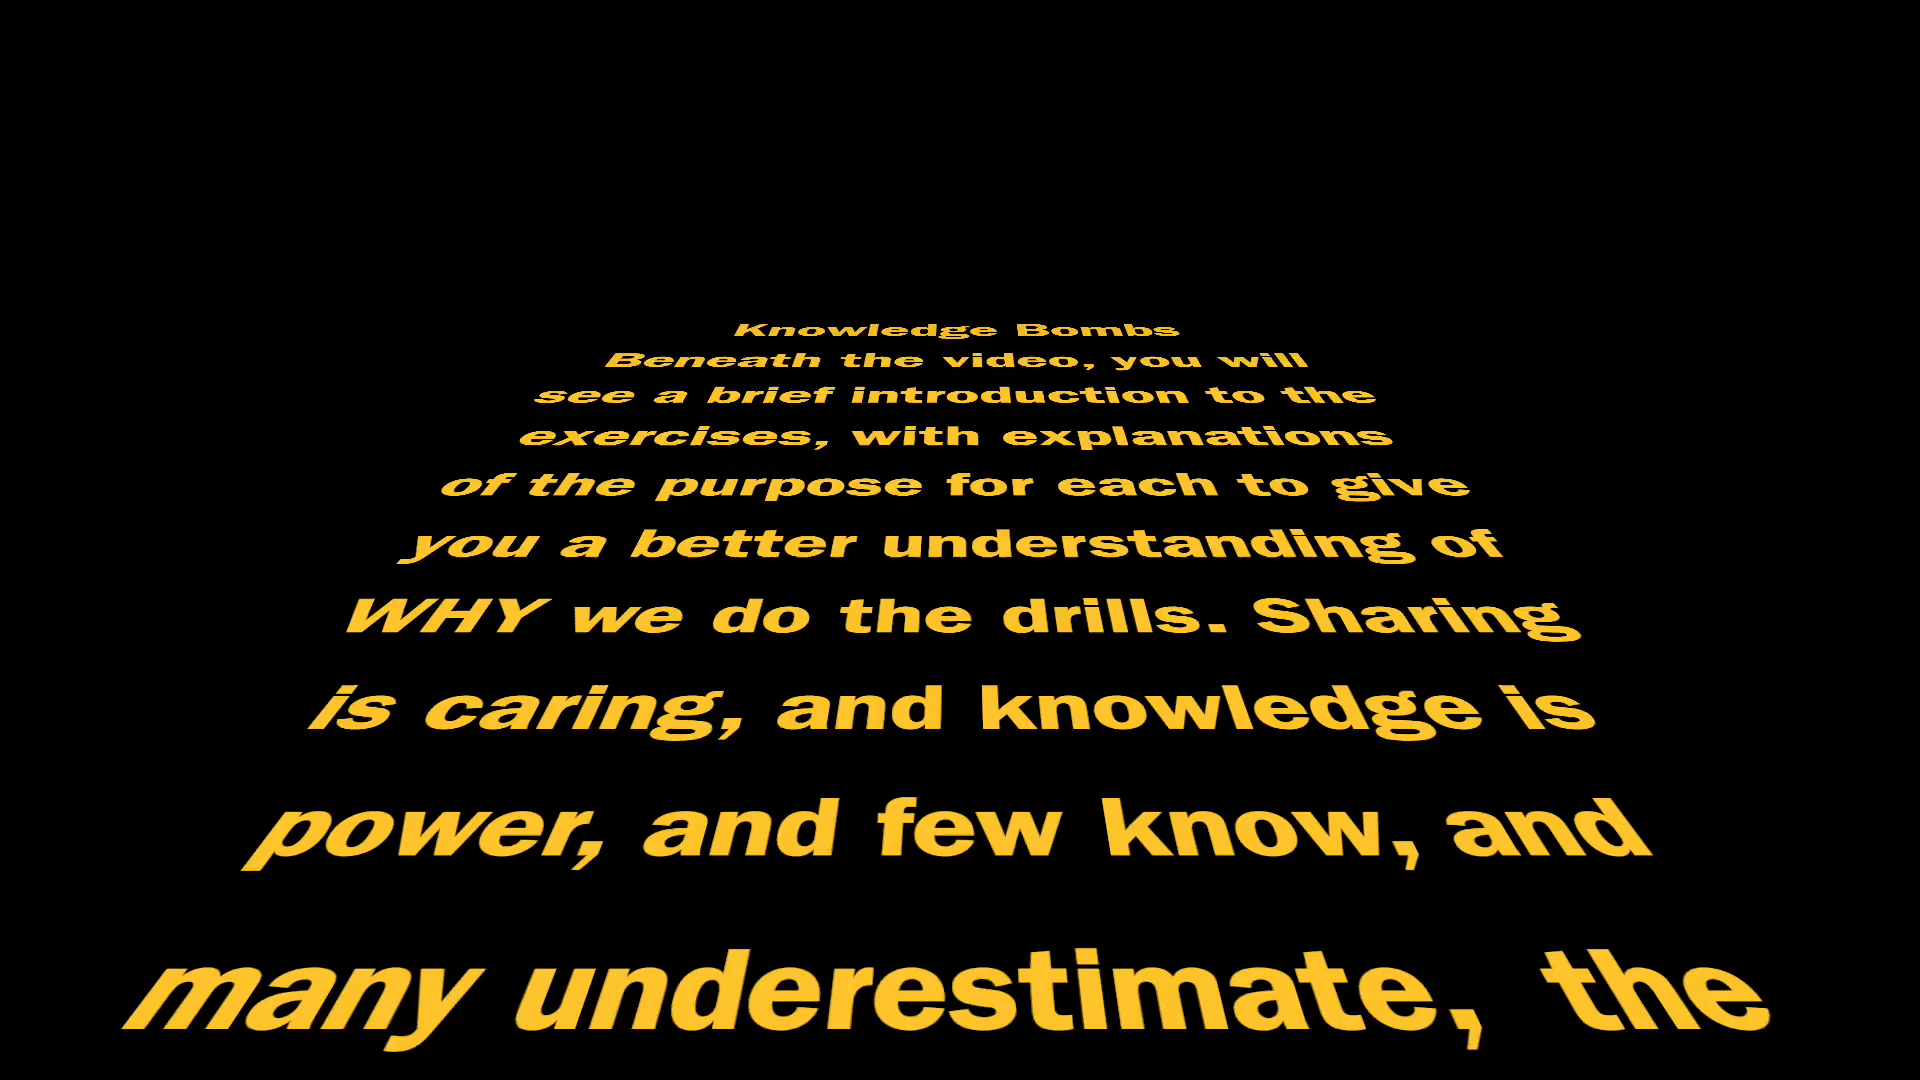 Knowledge Bombs
Beneath the video, you will
see a brief introduction to the
exercises, with explanations
of the purpose for each to give
you a better understanding of
WHY we do the drills. Sharing
is caring, and knowledge is
power, and few know, and
many underestimate, the